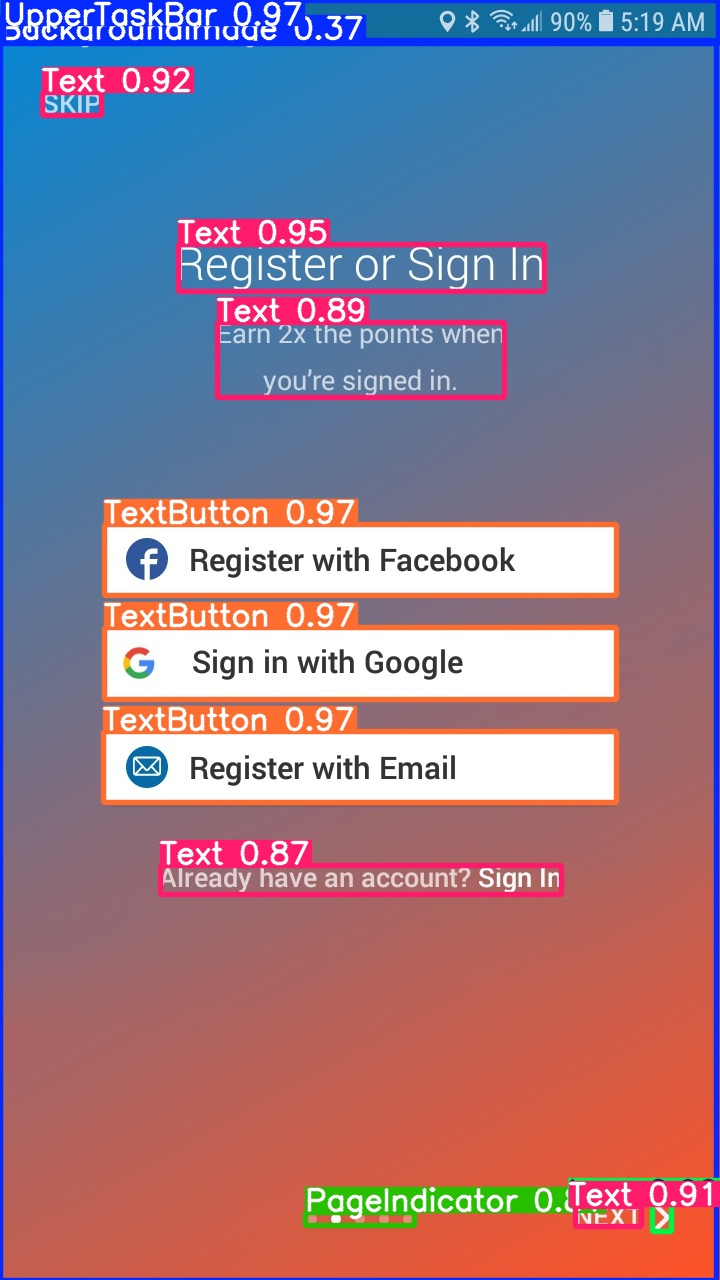 UpperTaskBar 0.97
BackgroundImage 0.37
90% 5:19 AM
Text 0.92
SKIP
Text 0.95
Register or Sign In
Text 0.89
Earn 2x the points when
you're signed in.
TextButton 0.97
Register with Facebook
TextButton 0.97
Sign in with Google
TextButton 0.97
Register with Email
Text 0.87
Already have an account? Sign In
PageIndicator
Text 0.91
NEXT